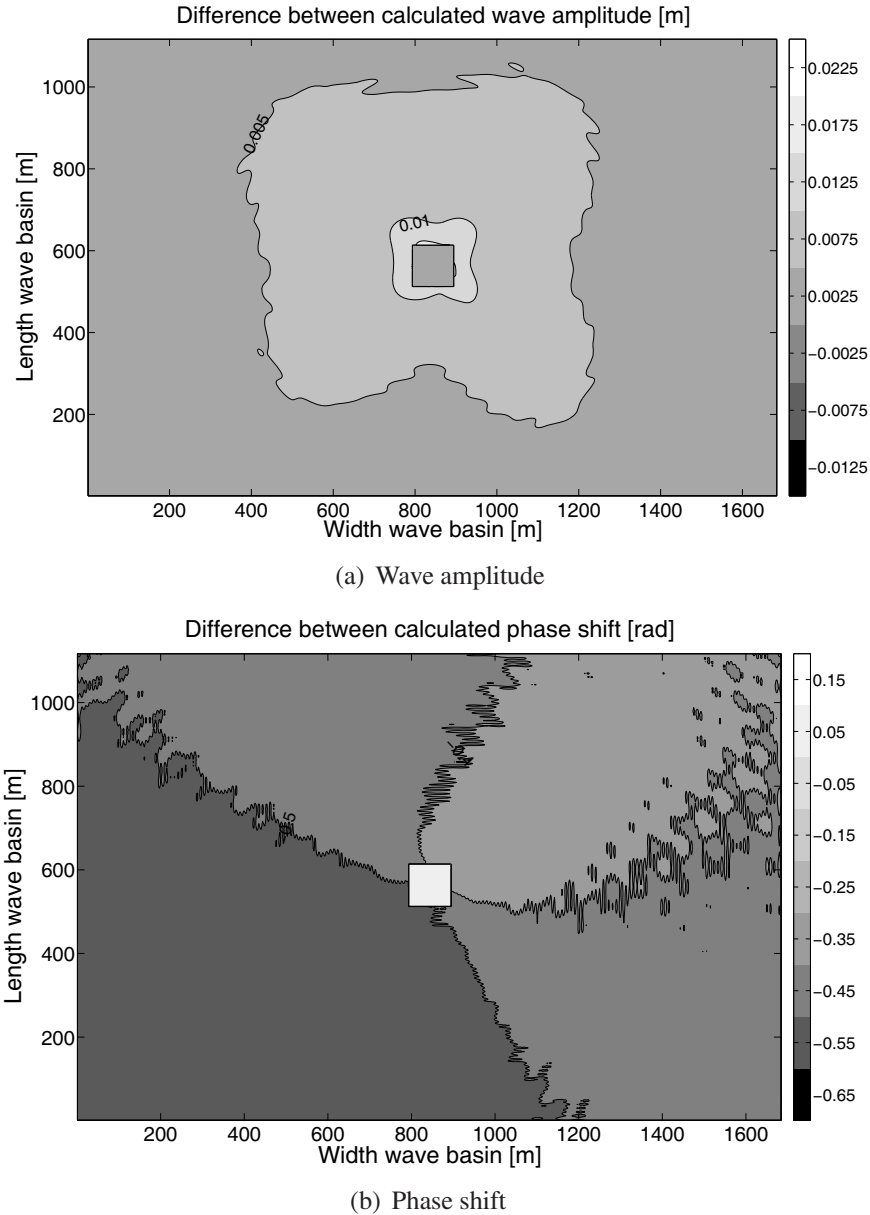 Difference between calculated wave amplitude [m]
Length wave basin [m]
1000
800
600
400
200
0.005
0.01
200 400 600 800 1000 1200 1400 1600
Width wave basin [m]
0.0225
0.0175
0.0125
0.0075
0.0025
−0.0025
−0.0075
−0.0125
(a) Wave amplitude
Difference between calculated phase shift [rad]
Length wave basin [m]
1000
800
600
400
200
200 400 600 800 1000 1200 1400 1600
Width wave basin [m]
0.15
0.05
−0.05
−0.15
−0.25
−0.35
−0.45
−0.55
−0.65
(b) Phase shift